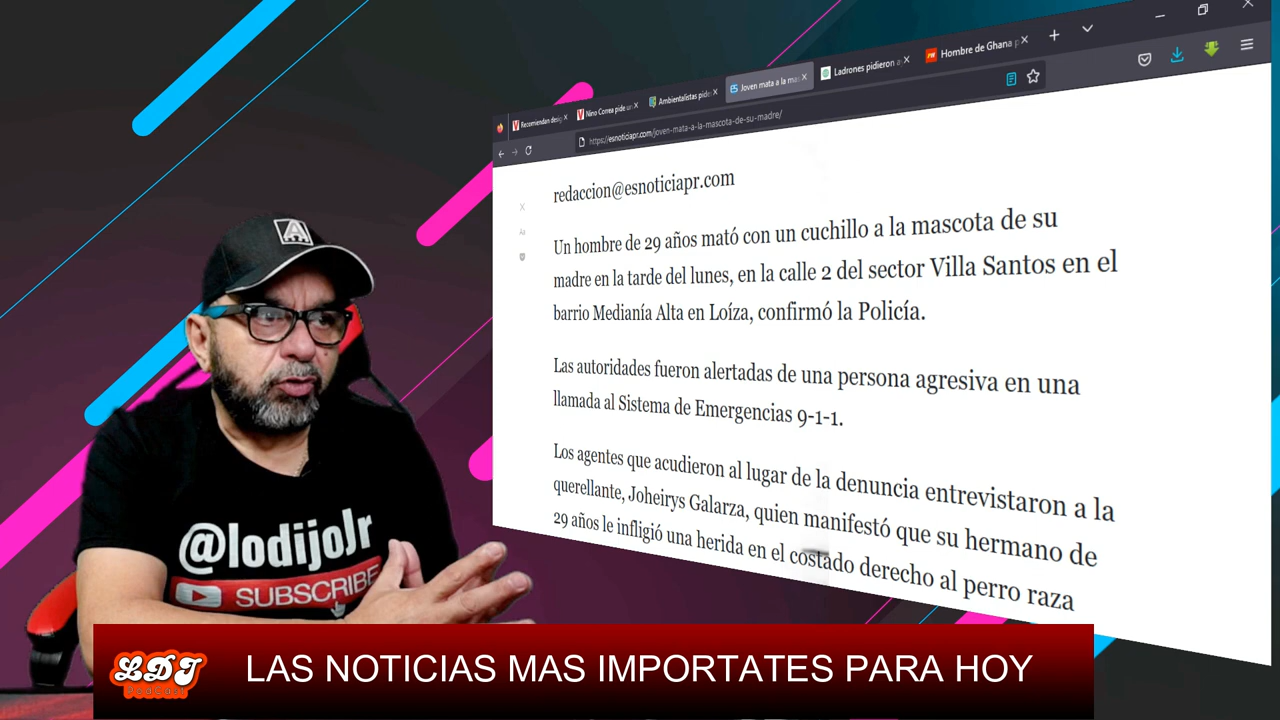 Recomiendan desig
Nino Correa pide un
Ambientalistas piden
Joven mata a la mas
Ladrones pidieron ay
Hombre de Ghana p
https://esnoticiapr.com/joven-mata-a-la-mascota-de-su-madre/
redaccion@esnoticiapr.com
Un hombre de 29 años mató con un cuchillo a la mascota de su
madre en la tarde del lunes, en la calle 2 del sector Villa Santos en el
barrio Medianía Alta en Loíza, confirmó la Policía.
Las autoridades fueron alertadas de una persona agresiva en una
llamada al Sistema de Emergencias 9-1-1.
Los agentes que acudieron al lugar de la denuncia entrevistaron a la
querellante, Joheirys Galarza, quien manifestó que su hermano de
29 años le infligió una herida en el costado derecho al perro raza
@lodijoJr
SUBSCRIBE
LDJ
PodCast
LAS NOTICIAS MAS IMPORTATES PARA HOY